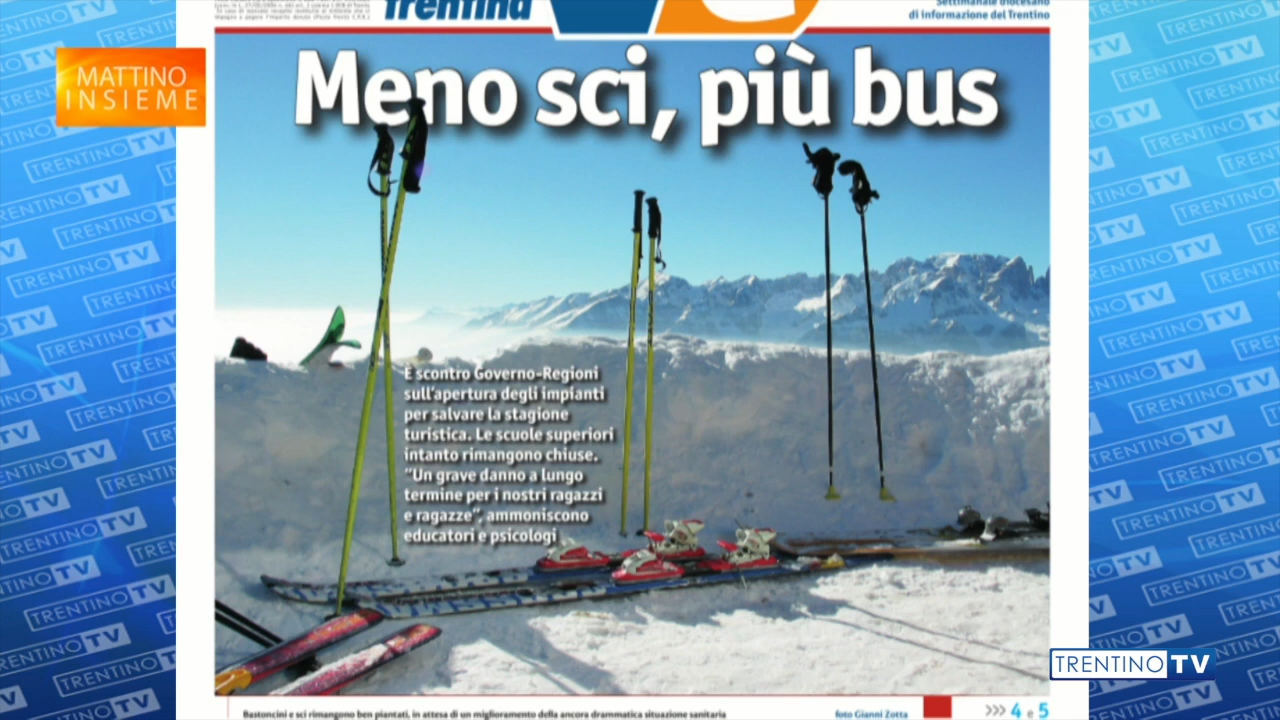 trentina
Settimanale diocesano
di informazione del Trentino
MATTINO
INSIEME
Meno sci, più bus
È scontro Governo-Regioni
sull'apertura degli impianti
per salvare la stagione
turistica. Le scuole superiori
intanto rimangono chiuse.
"Un grave danno a lungo
termine per i nostri ragazzi
e ragazze", ammoniscono
educatori e psicologi
TRENTINO TV
Bastoncini e sci rimangono ben piantati, in attesa di un miglioramento della ancora drammatica situazione sanitaria
foto Gianni Zotta
>>> 4 e 5